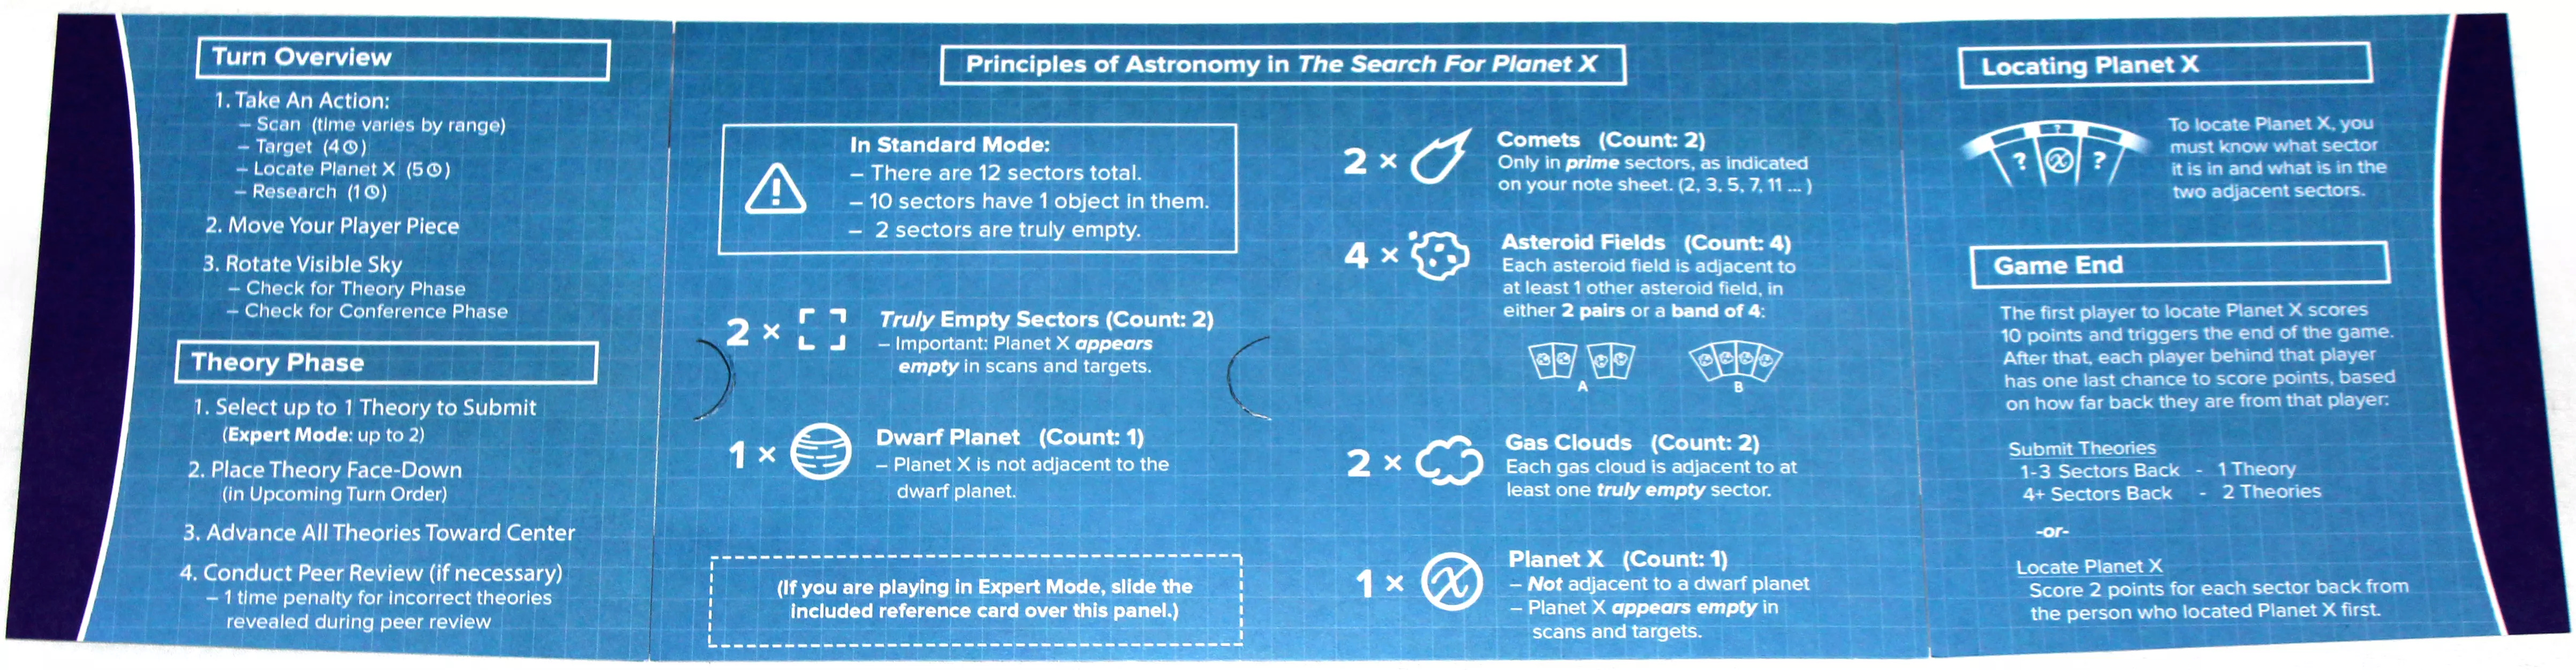 Turn Overview
1. Take An Action:
– Scan (time varies by range)
– Target (4)
– Locate Planet X (5)
– Research (1)
2. Move Your Player Piece
3. Rotate Visible Sky
– Check for Theory Phase
– Check for Conference Phase
Theory Phase
1. Select up to 1 Theory to Submit
(Expert Mode: up to 2)
2. Place Theory Face-Down
(in Upcoming Turn Order)
3. Advance All Theories Toward Center
4. Conduct Peer Review (if necessary)
– 1 time penalty for incorrect theories
revealed during peer review
Principles of Astronomy in The Search For Planet X
!
In Standard Mode:
– There are 12 sectors total.
– 10 sectors have 1 object in them.
– 2 sectors are truly empty.
2 ×
Truly Empty Sectors (Count: 2)
– Important: Planet X appears
empty in scans and targets.
1 ×
Dwarf Planet (Count: 1)
– Planet X is not adjacent to the
dwarf planet.
(If you are playing in Expert Mode, slide the
included reference card over this panel.)
2 ×
Comets (Count: 2)
Only in prime sectors, as indicated
on your note sheet. (2, 3, 5, 7, 11 ... )
4 ×
Asteroid Fields (Count: 4)
Each asteroid field is adjacent to
at least 1 other asteroid field, in
either 2 pairs or a band of 4:
A B
2 ×
Gas Clouds (Count: 2)
Each gas cloud is adjacent to at
least one truly empty sector.
1 × X
Planet X (Count: 1)
– Not adjacent to a dwarf planet
– Planet X appears empty in
scans and targets.
Locating Planet X
?
? X ?
To locate Planet X, you
must know what sector
it is in and what is in the
two adjacent sectors.
Game End
The first player to locate Planet X scores
10 points and triggers the end of the game.
After that, each player behind that player
has one last chance to score points, based
on how far back they are from that player:
Submit Theories
1-3 Sectors Back - 1 Theory
4+ Sectors Back - 2 Theories
-or-
Locate Planet X
Score 2 points for each sector back from
the person who located Planet X first.